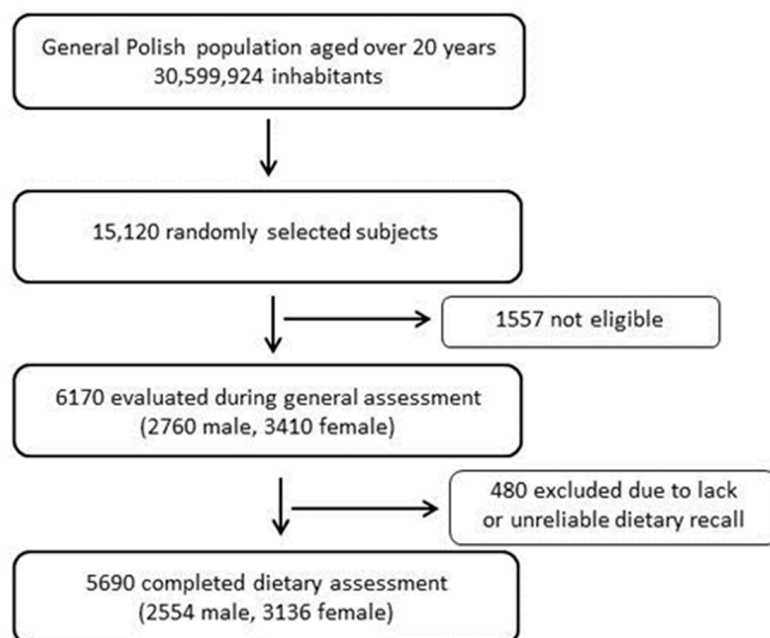 General Polish population aged over 20 years
30,599,924 inhabitants
15,120 randomly selected subjects
1557 not eligible
6170 evaluated during general assessment
(2760 male, 3410 female)
480 excluded due to lack
or unreliable dietary recall
5690 completed dietary assessment
(2554 male, 3136 female)